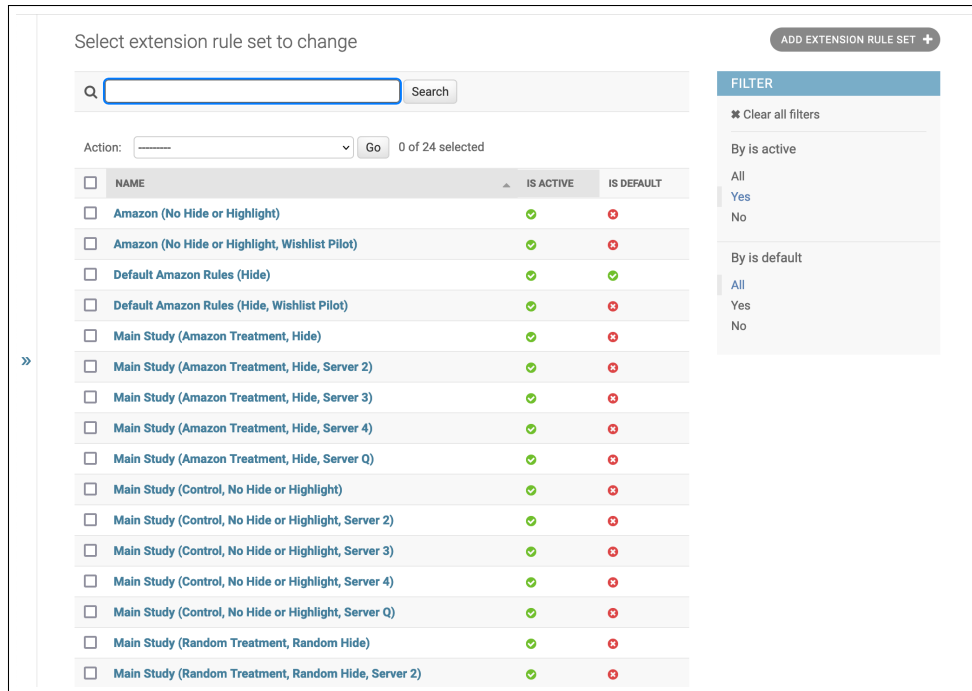 Select extension rule set to change
ADD EXTENSION RULE SET +
Search
Action: --------- Go 0 of 24 selected
NAME IS ACTIVE IS DEFAULT
Amazon (No Hide or Highlight)
Amazon (No Hide or Highlight, Wishlist Pilot)
Default Amazon Rules (Hide)
Default Amazon Rules (Hide, Wishlist Pilot)
Main Study (Amazon Treatment, Hide)
Main Study (Amazon Treatment, Hide, Server 2)
Main Study (Amazon Treatment, Hide, Server 3)
Main Study (Amazon Treatment, Hide, Server 4)
Main Study (Amazon Treatment, Hide, Server Q)
Main Study (Control, No Hide or Highlight)
Main Study (Control, No Hide or Highlight, Server 2)
Main Study (Control, No Hide or Highlight, Server 3)
Main Study (Control, No Hide or Highlight, Server 4)
Main Study (Control, No Hide or Highlight, Server Q)
Main Study (Random Treatment, Random Hide)
Main Study (Random Treatment, Random Hide, Server 2)
FILTER
✖ Clear all filters
By is active
All
Yes
No
By is default
All
Yes
No
»